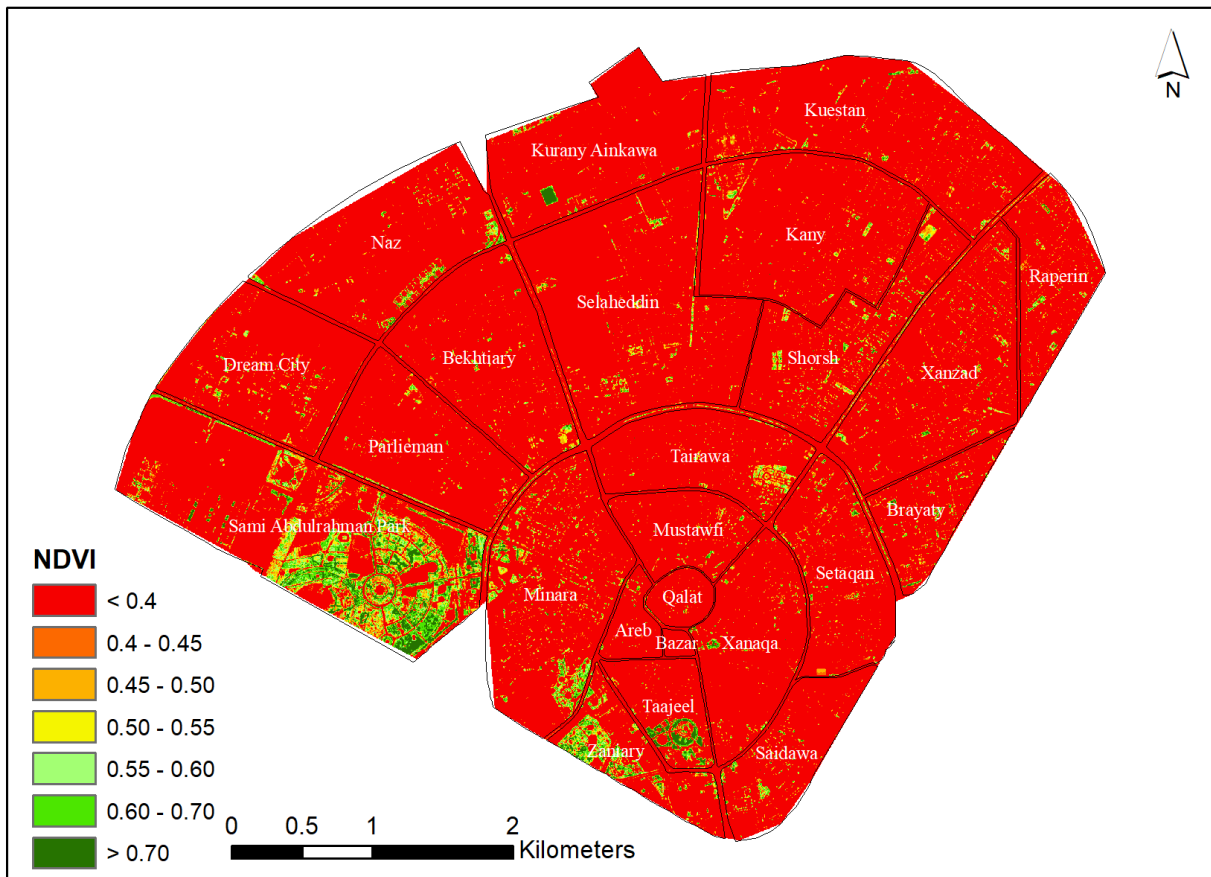 N
Kuestan
Kurany Ainkawa
Naz
Kany
Raperin
Selaheddin
Dream City
Bekhtiary
Shorsh
Xanzad
Parlieman
Tairawa
Sami Abdulrahman Park
Mustawfi
Brayaty
Setaqan
Minara
Qalat
Areb
Bazar
Xanaqa
Taajeel
Zaniary
Saidawa
NDVI
< 0.4
0.4 - 0.45
0.45 - 0.50
0.50 - 0.55
0.55 - 0.60
0.60 - 0.70
> 0.70
0 0.5 1 2
Kilometers